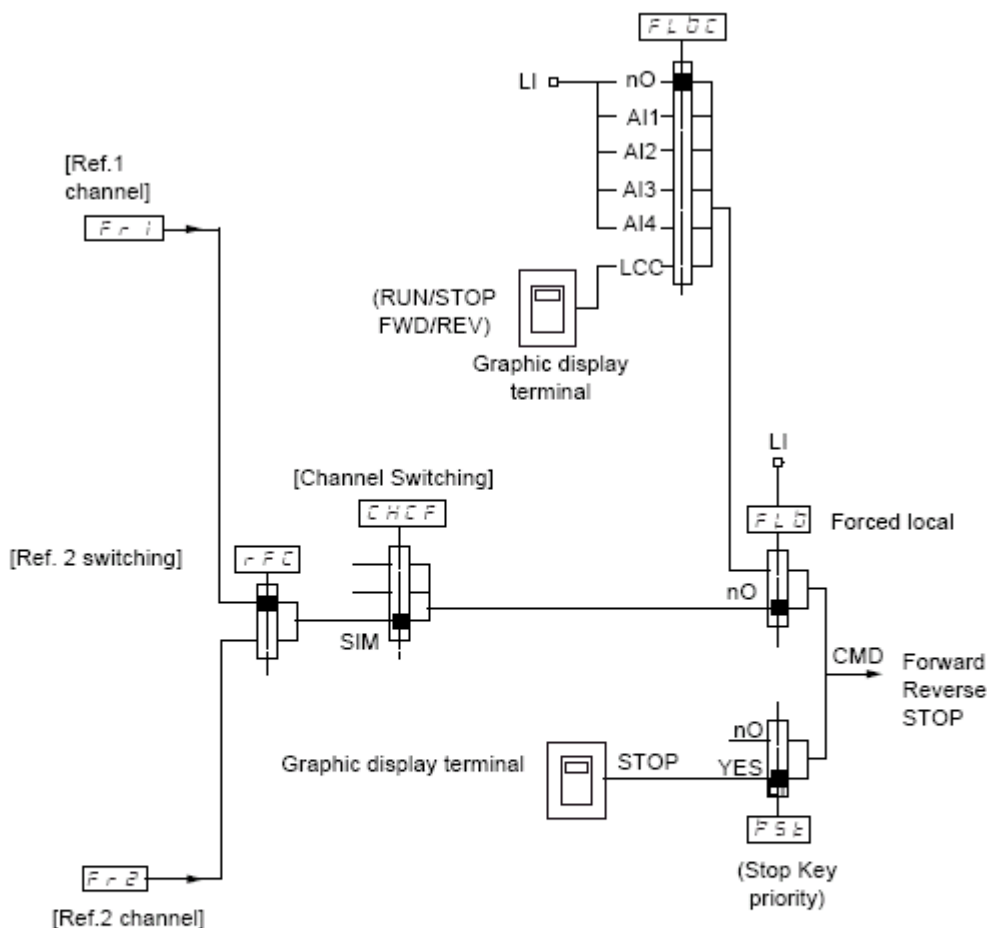 FLOC
LI
nO
AI1
AI2
AI3
AI4
LCC
[Ref.1
channel]
Fr1
(RUN/STOP
FWD/REV)
Graphic display
terminal
LI
[Channel Switching]
CHCF
FLO
Forced local
[Ref. 2 switching]
rFC
nO
SIM
CMD
Forward
Reverse
STOP
nO
Graphic display terminal
STOP
YES
PSt
(Stop Key
priority)
Fr2
[Ref.2 channel]